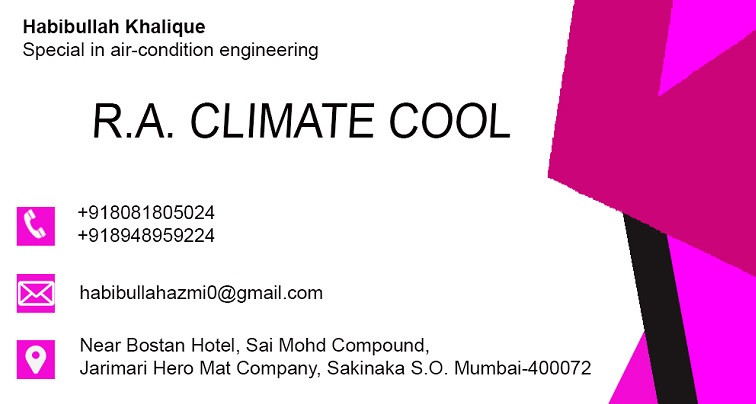 Habibullah Khalique
Special in air-condition engineering
R.A. CLIMATE COOL
+918081805024
+918948959224
habibullahazmi0@gmail.com
Near Bostan Hotel, Sai Mohd Compound,
Jarimari Hero Mat Company, Sakinaka S.O. Mumbai-400072